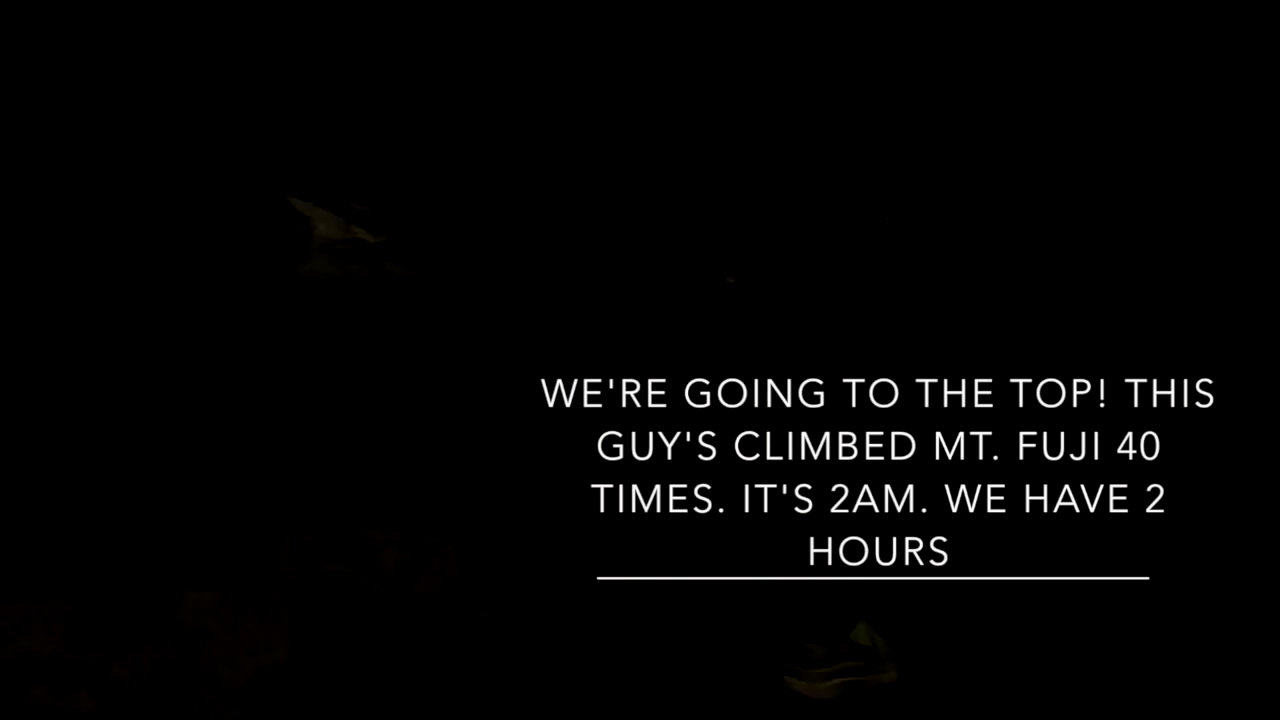 WE'RE GOING TO THE TOP! THIS
GUY'S CLIMBED MT. FUJI 40
TIMES. IT'S 2AM. WE HAVE 2
HOURS